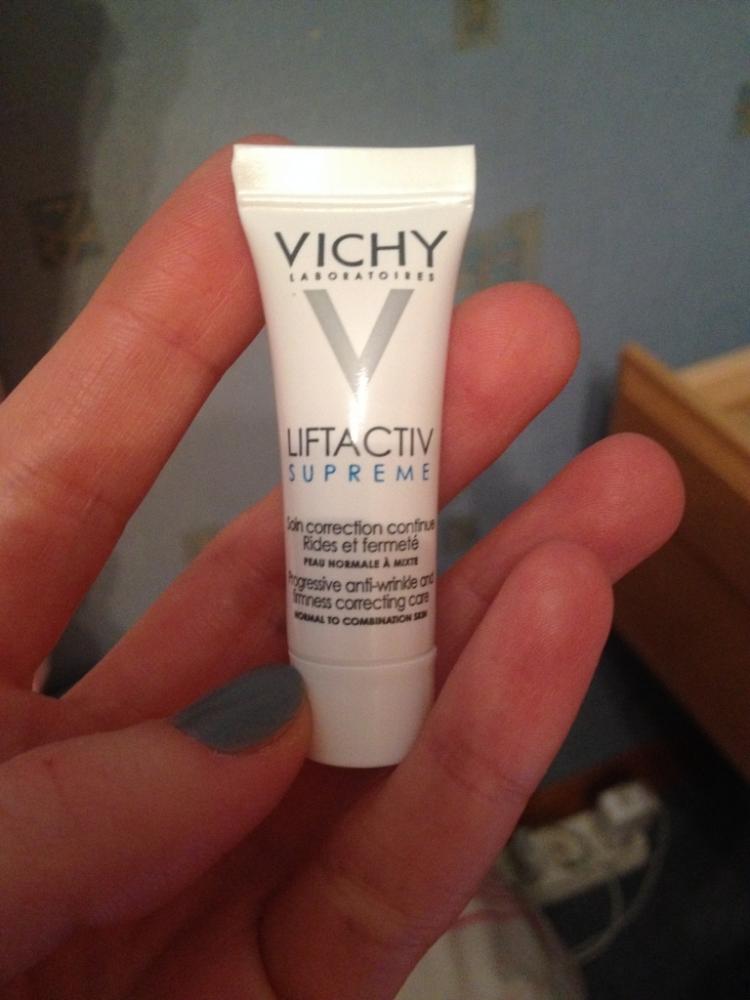 VICHY
LABORATOIRES
V
LIFTACTIV
SUPREME
Soin correction continue
Rides et fermeté
PEAU NORMALE À MIXTE
Progressive anti-wrinkle and
firmness correcting care
NORMAL TO COMBINATION SKIN